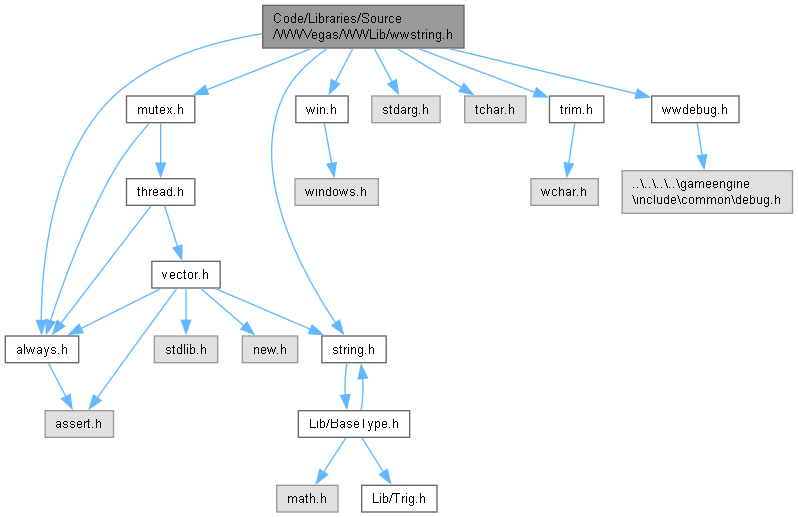 Code/Libraries/Source
/WWVegas/WWLib/wwstring.h
mutex.h
win.h
stdarg.h
tchar.h
trim.h
wwdebug.h
thread.h
windows.h
wchar.h
..\..\..\..\gameengine
\include\common\debug.h
vector.h
always.h
stdlib.h
new.h
string.h
assert.h
Lib/BaseType.h
math.h
Lib/Trig.h